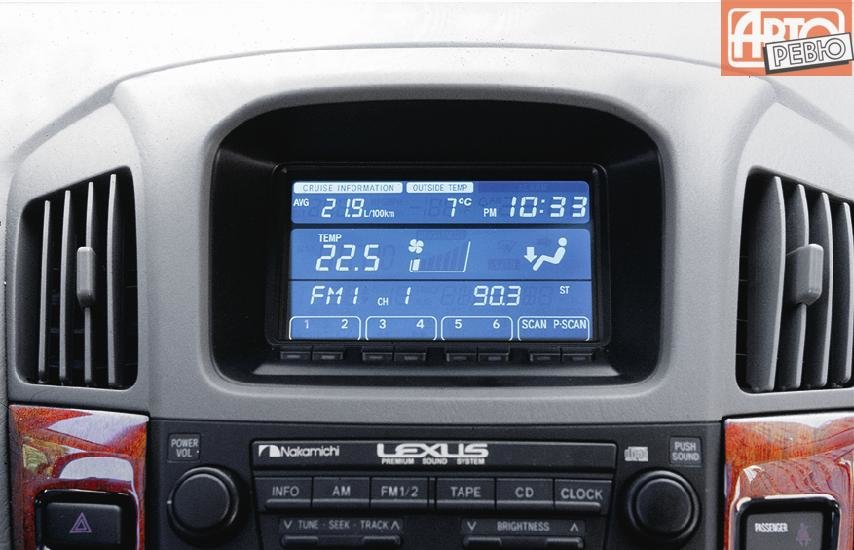 АВТО
РЕВЮ
CRUISE INFORMATION OUTSIDE TEMP ALARM
AVG 21.9 L/100km 7°C PM 10:33
TEMP
22.5
FM1 CH 1 90.3 ST
1 2 3 4 5 6 SCAN P-SCAN
Nakamichi LEXUS
PREMIUM SOUND SYSTEM
POWER
VOL
PUSH
SOUND
INFO AM FM1/2 TAPE CD CLOCK
∨ TUNE - SEEK - TRACK ∧ ∨ BRIGHTNESS ∧
PASSENGER